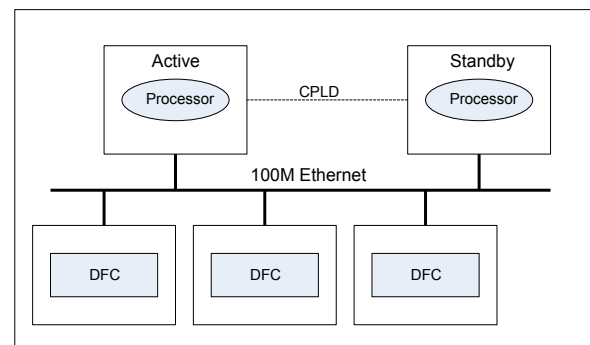 Active
Standby
Processor
CPLD
Processor
100M Ethernet
DFC
DFC
DFC